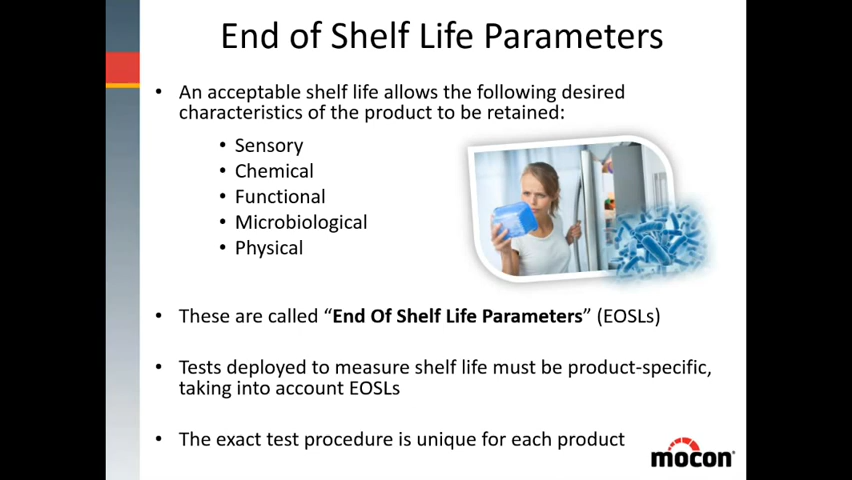 End of Shelf Life Parameters
• An acceptable shelf life allows the following desired
characteristics of the product to be retained:
• Sensory
• Chemical
• Functional
• Microbiological
• Physical
• These are called “End Of Shelf Life Parameters” (EOSLs)
• Tests deployed to measure shelf life must be product-specific,
taking into account EOSLs
• The exact test procedure is unique for each product
mocon